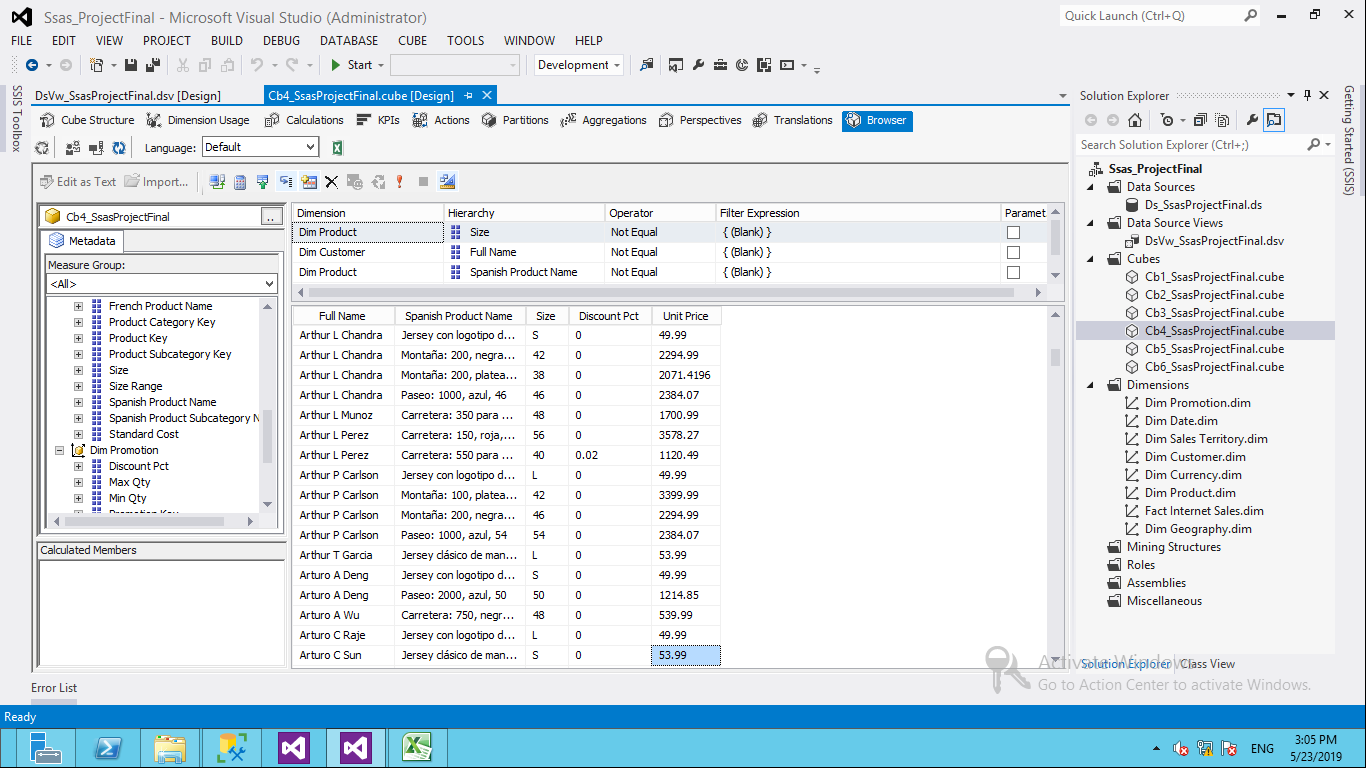 Ssas_ProjectFinal - Microsoft Visual Studio (Administrator)
Quick Launch (Ctrl+Q)
FILE EDIT VIEW PROJECT BUILD DEBUG DATABASE CUBE TOOLS WINDOW HELP
Start Development
SSIS Toolbox
DsVw_SsasProjectFinal.dsv [Design] Cb4_SsasProjectFinal.cube [Design]
Cube Structure Dimension Usage Calculations KPIs Actions Partitions Aggregations Perspectives Translations Browser
Language: Default
Edit as Text Import...
Cb4_SsasProjectFinal ..
Metadata
Measure Group:
<All>
French Product Name
Product Category Key
Product Key
Product Subcategory Key
Size
Size Range
Spanish Product Name
Spanish Product Subcategory N
Standard Cost
Dim Promotion
Discount Pct
Max Qty
Min Qty
Promotion Key
Calculated Members
Dimension Hierarchy Operator Filter Expression Paramet
Dim Product Size Not Equal { (Blank) }
Dim Customer Full Name Not Equal { (Blank) }
Dim Product Spanish Product Name Not Equal { (Blank) }
Full Name Spanish Product Name Size Discount Pct Unit Price
Arthur L Chandra Jersey con logotipo d... S 0 49.99
Arthur L Chandra Montaña: 200, negra... 42 0 2294.99
Arthur L Chandra Montaña: 200, platea... 38 0 2071.4196
Arthur L Chandra Paseo: 1000, azul, 46 46 0 2384.07
Arthur L Munoz Carretera: 350 para ... 48 0 1700.99
Arthur L Perez Carretera: 150, roja,... 56 0 3578.27
Arthur L Perez Carretera: 550 para ... 40 0.02 1120.49
Arthur P Carlson Jersey con logotipo d... L 0 49.99
Arthur P Carlson Montaña: 100, platea... 42 0 3399.99
Arthur P Carlson Montaña: 200, negra... 46 0 2294.99
Arthur P Carlson Paseo: 1000, azul, 54 54 0 2384.07
Arthur T Garcia Jersey clásico de man... L 0 53.99
Arturo A Deng Jersey con logotipo d... S 0 49.99
Arturo A Deng Paseo: 2000, azul, 50 50 0 1214.85
Arturo A Wu Carretera: 750, negr... 48 0 539.99
Arturo C Raje Jersey con logotipo d... L 0 49.99
Arturo C Sun Jersey clásico de man... S 0 53.99
Solution Explorer
Search Solution Explorer (Ctrl+;)
Ssas_ProjectFinal
Data Sources
Ds_SsasProjectFinal.ds
Data Source Views
DsVw_SsasProjectFinal.dsv
Cubes
Cb1_SsasProjectFinal.cube
Cb2_SsasProjectFinal.cube
Cb3_SsasProjectFinal.cube
Cb4_SsasProjectFinal.cube
Cb5_SsasProjectFinal.cube
Cb6_SsasProjectFinal.cube
Dimensions
Dim Promotion.dim
Dim Date.dim
Dim Sales Territory.dim
Dim Customer.dim
Dim Currency.dim
Dim Product.dim
Fact Internet Sales.dim
Dim Geography.dim
Mining Structures
Roles
Assemblies
Miscellaneous
Getting Started (SSIS)
Solution Explorer Class View
Activate Windows
Go to Action Center to activate Windows.
Error List
Ready
ENG 3:05 PM
5/23/2019